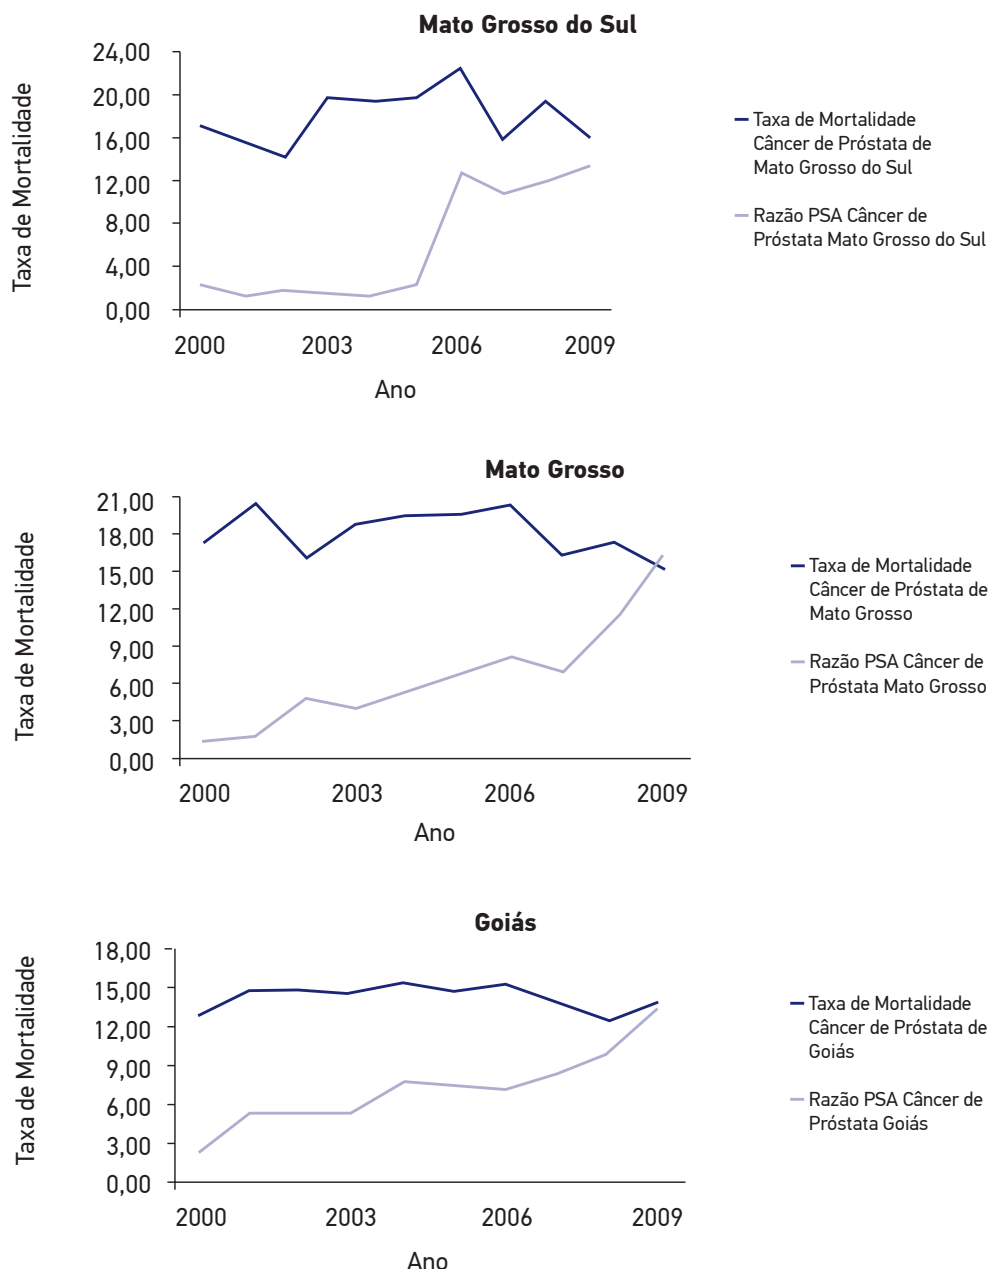 Mato Grosso do Sul
Taxa de Mortalidade
24,00
20,00
16,00
12,00
8,00
4,00
0,00
2000
2003
2006
2009
Ano
Taxa de Mortalidade
Câncer de Próstata de
Mato Grosso do Sul
Razão PSA Câncer de
Próstata Mato Grosso do Sul
Mato Grosso
Taxa de Mortalidade
21,00
18,00
15,00
12,00
9,00
6,00
3,00
0,00
2000
2003
2006
2009
Ano
Taxa de Mortalidade
Câncer de Próstata de
Mato Grosso
Razão PSA Câncer de
Próstata Mato Grosso
Goiás
Taxa de Mortalidade
18,00
15,00
12,00
9,00
6,00
3,00
0,00
2000
2003
2006
2009
Ano
Taxa de Mortalidade
Câncer de Próstata de
Goiás
Razão PSA Câncer de
Próstata Goiás